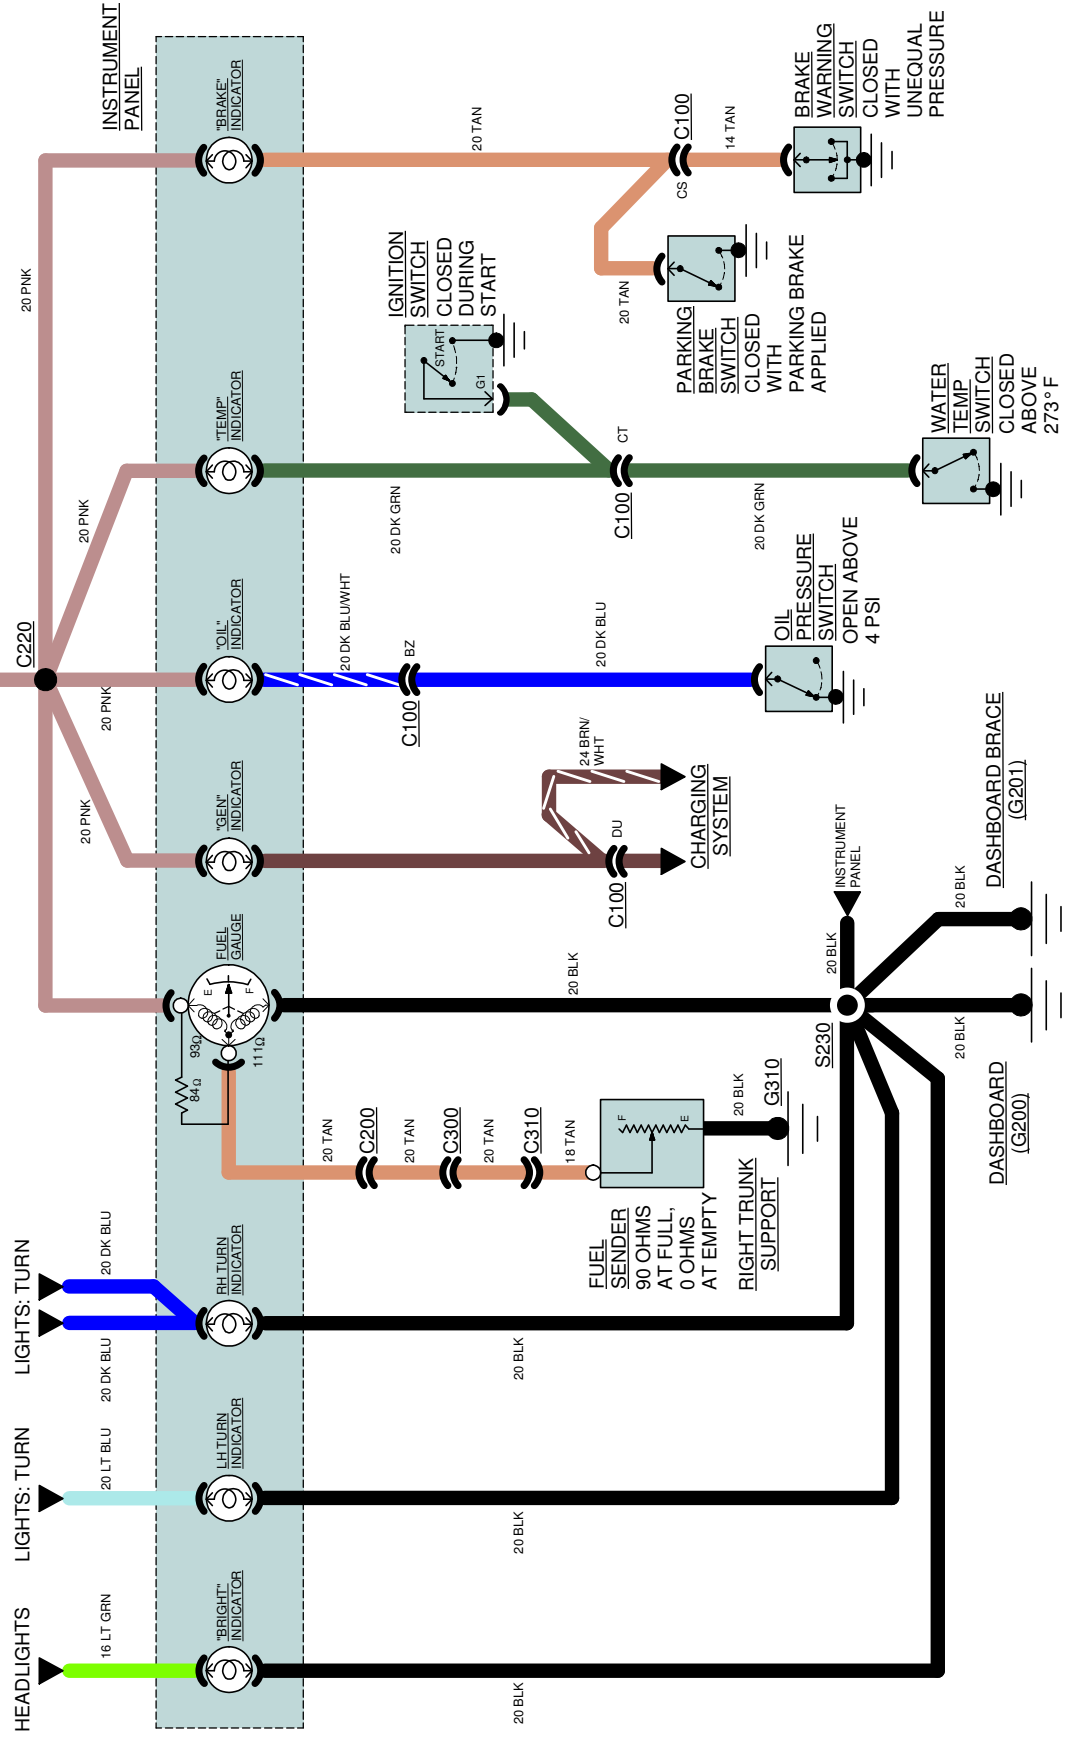 HEADLIGHTS
16 LT GRN
"BRIGHT"
INDICATOR
20 BLK
LIGHTS: TURN
20 LT BLU
LH TURN
INDICATOR
20 BLK
LIGHTS: TURN
20 DK BLU
20 DK BLU
RH TURN
INDICATOR
20 BLK
FUEL
GAUGE
E
F
93Ω
84Ω
111Ω
20 TAN
C200
20 TAN
C300
20 TAN
C310
18 TAN
F
E
FUEL
SENDER
90 OHMS
AT FULL,
0 OHMS
AT EMPTY
20 BLK
G310
RIGHT TRUNK
SUPPORT
20 BLK
S230
20 BLK
INSTRUMENT
PANEL
20 BLK
DASHBOARD
(G200)
20 BLK
DASHBOARD BRACE
(G201)
C220
20 PNK
"GEN"
INDICATOR
C100
DU
24 BRN/
WHT
CHARGING
SYSTEM
20 PNK
"OIL"
INDICATOR
20 DK BLU/WHT
C100
BZ
20 DK BLU
OIL
PRESSURE
SWITCH
OPEN ABOVE
4 PSI
20 PNK
"TEMP"
INDICATOR
20 DK GRN
C100
CT
20 DK GRN
WATER
TEMP
SWITCH
CLOSED
ABOVE
273°F
IGNITION
SWITCH
CLOSED
DURING
START
START
G1
20 PNK
INSTRUMENT
PANEL
"BRAKE"
INDICATOR
20 TAN
CS
C100
14 TAN
20 TAN
PARKING
BRAKE
SWITCH
CLOSED
WITH
PARKING BRAKE
APPLIED
BRAKE
WARNING
SWITCH
CLOSED
WITH
UNEQUAL
PRESSURE